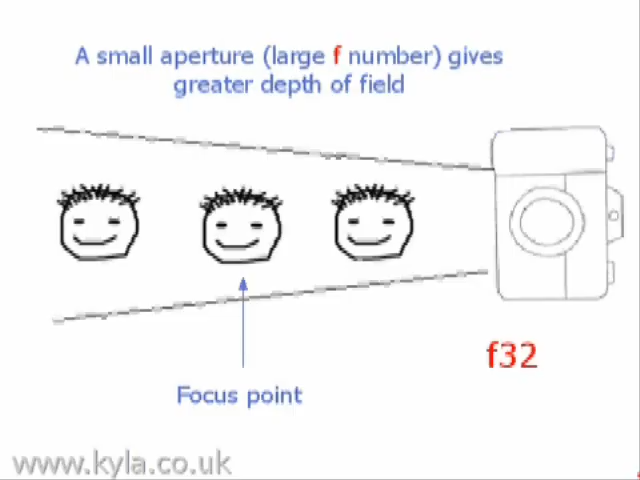 A small aperture (large f number) gives
greater depth of field
f32
Focus point
www.kyla.co.uk